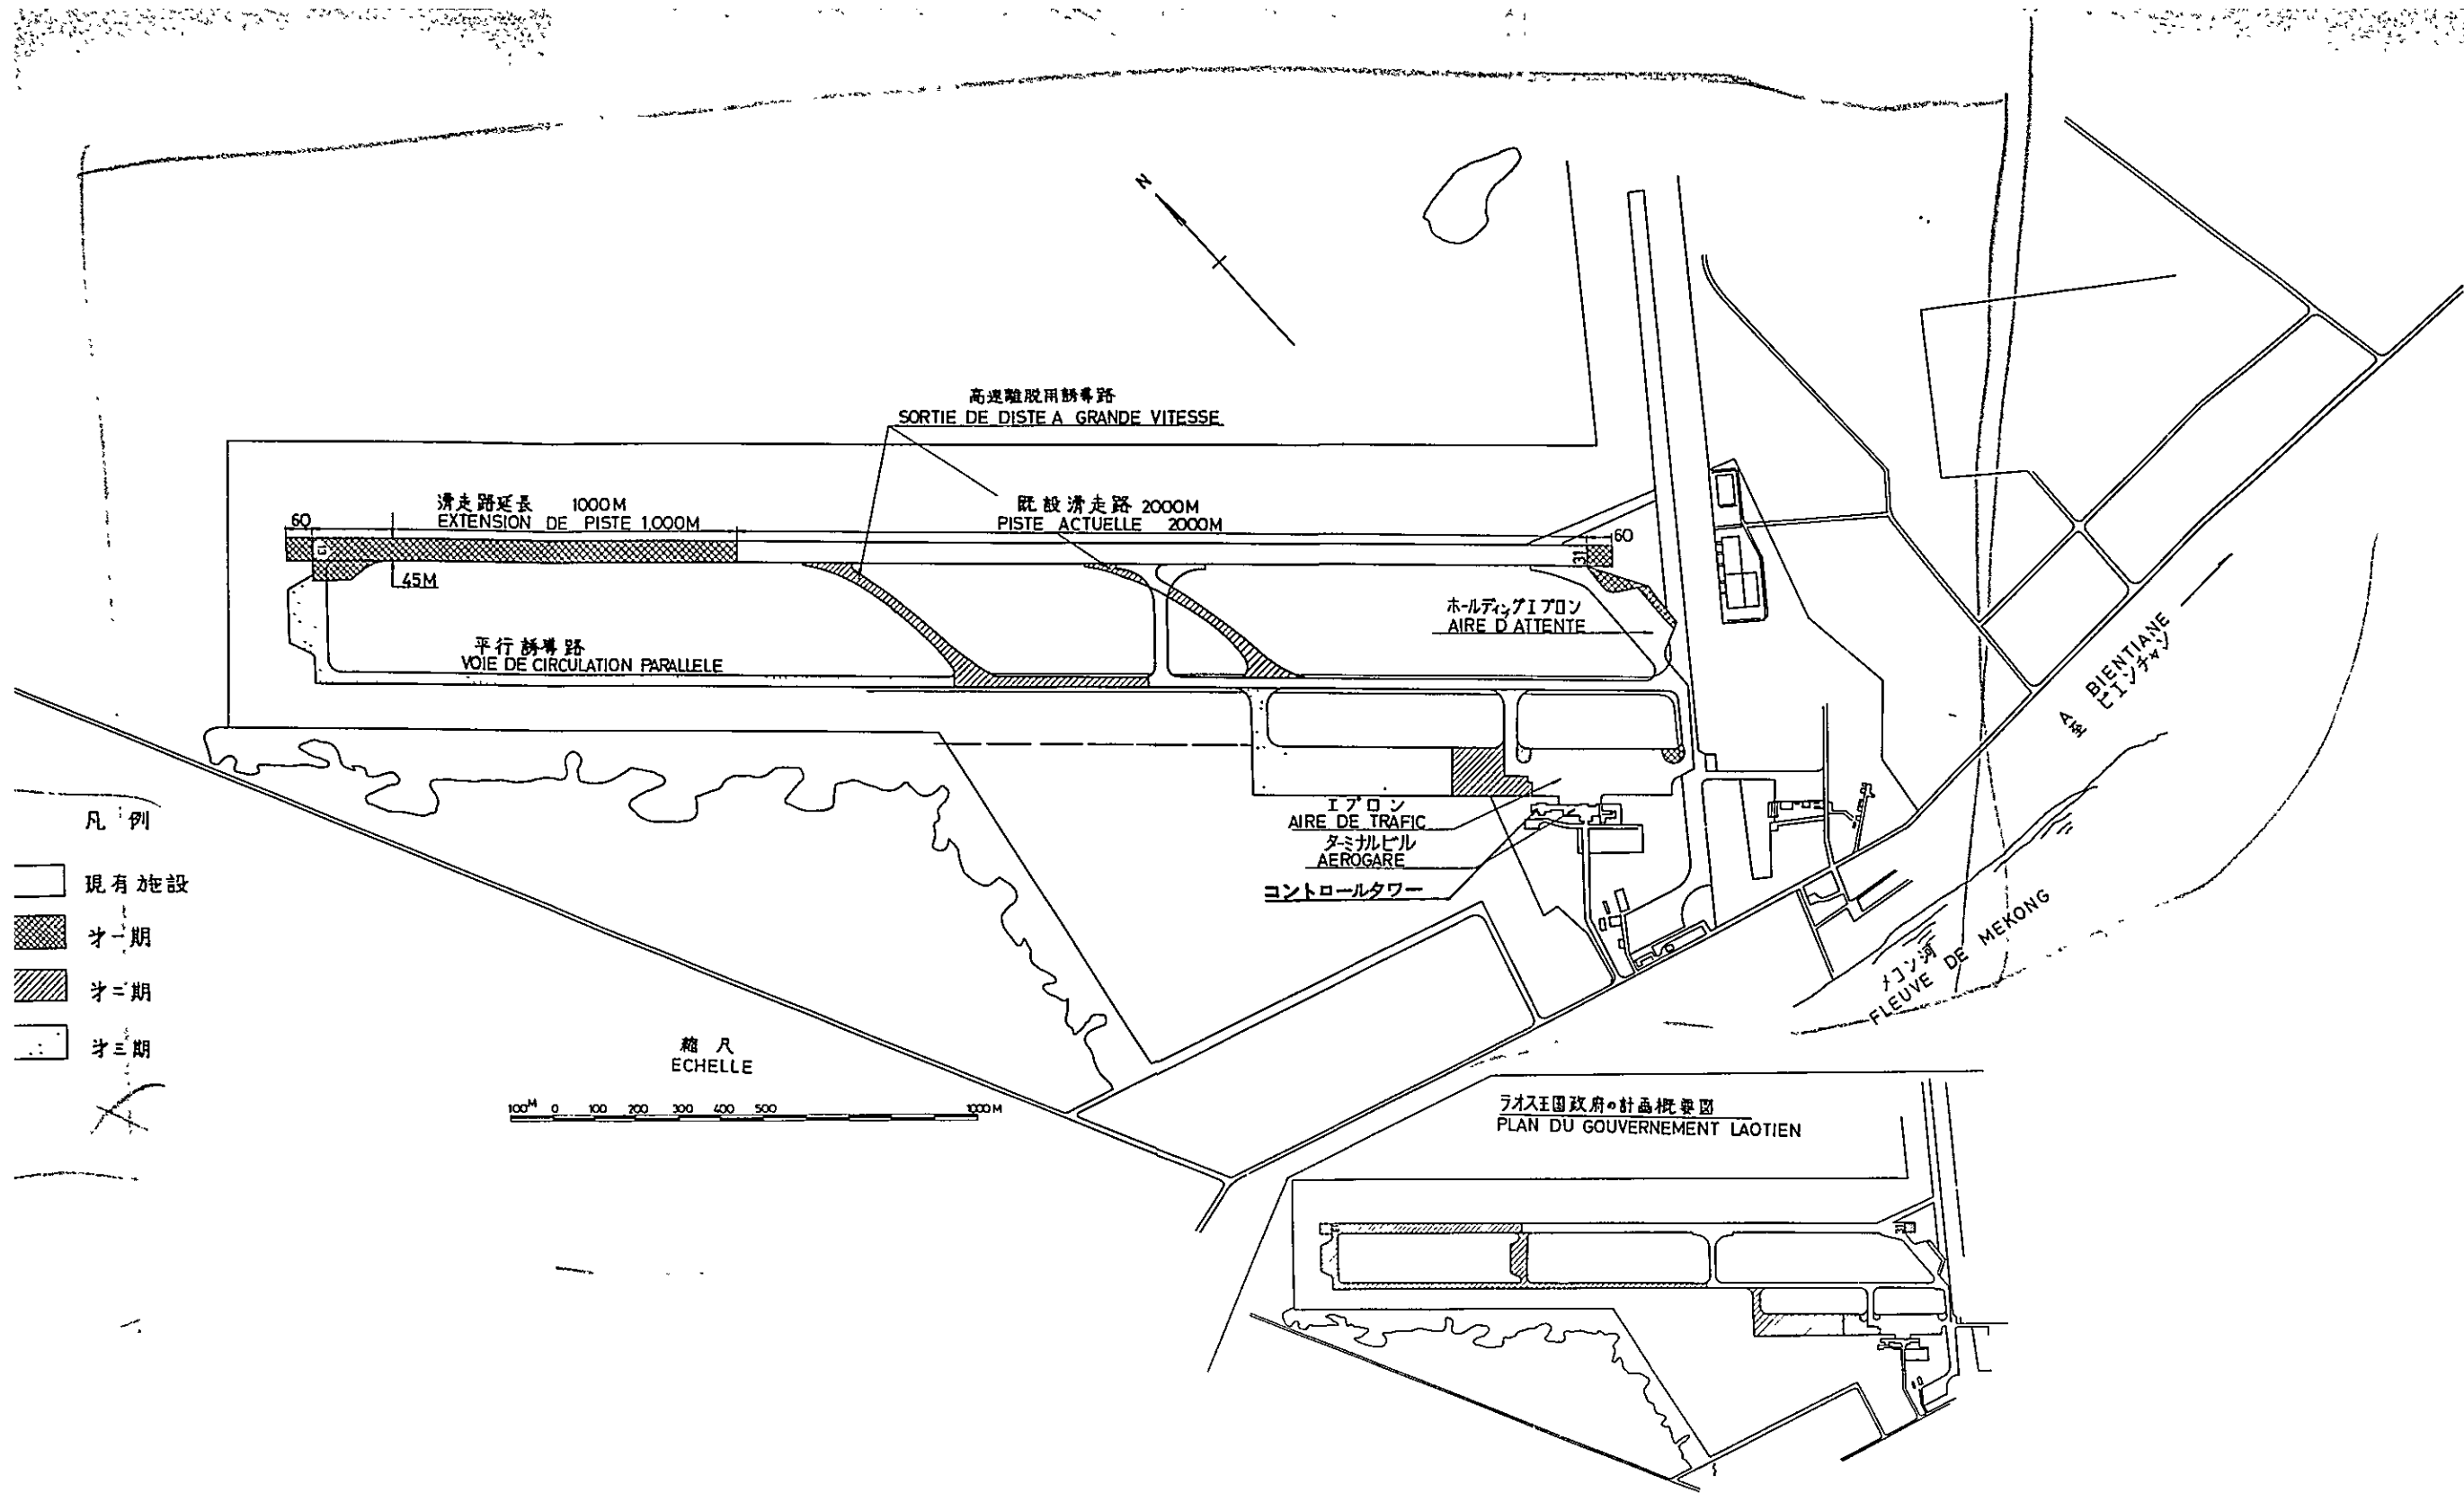 N
高速離脱用誘導路
SORTIE DE DISTE A GRANDE VITESSE
滑走路延長 1000M
EXTENSION DE PISTE 1,000M
既設滑走路 2000M
PISTE ACTUELLE 2000M
60
60
13
31
45M
ホールディングエプロン
AIRE D ATTENTE
平行誘導路
VOIE DE CIRCULATION PARALLELE
A BIENTIANE
至 ビエンチャン
エプロン
AIRE DE TRAFIC
ターミナルビル
AEROGARE
コントロールタワー
メコン河
FLEUVE DE MEKONG
凡例
現有施設
才一期
才二期
才三期
縮尺
ECHELLE
100M 0 100 200 300 400 500 1000M
ラオス王国政府の計画概要図
PLAN DU GOUVERNEMENT LAOTIEN
31